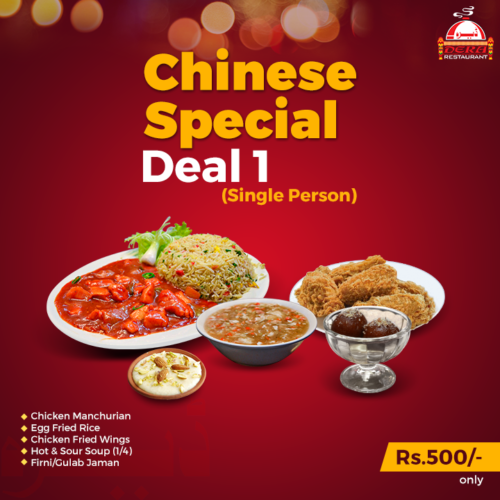 DERA
RESTAURANT
Chinese
Special
Deal 1
(Single Person)
Chicken Manchurian
Egg Fried Rice
Chicken Fried Wings
Hot & Sour Soup (1/4)
Firni/Gulab Jaman
Rs.500/-
only